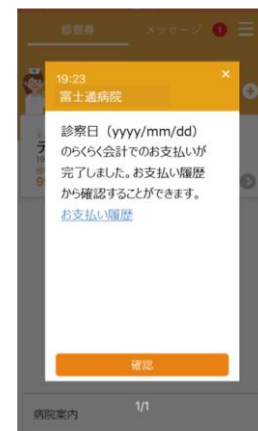 診察券
メッセージ
1
19:23
×
富士通病院
診察日（yyyy/mm/dd）
のらくらく会計でのお支払いが
完了しました。お支払い履歴
から確認することができます。
お支払い履歴
確認
1/1
病院案内